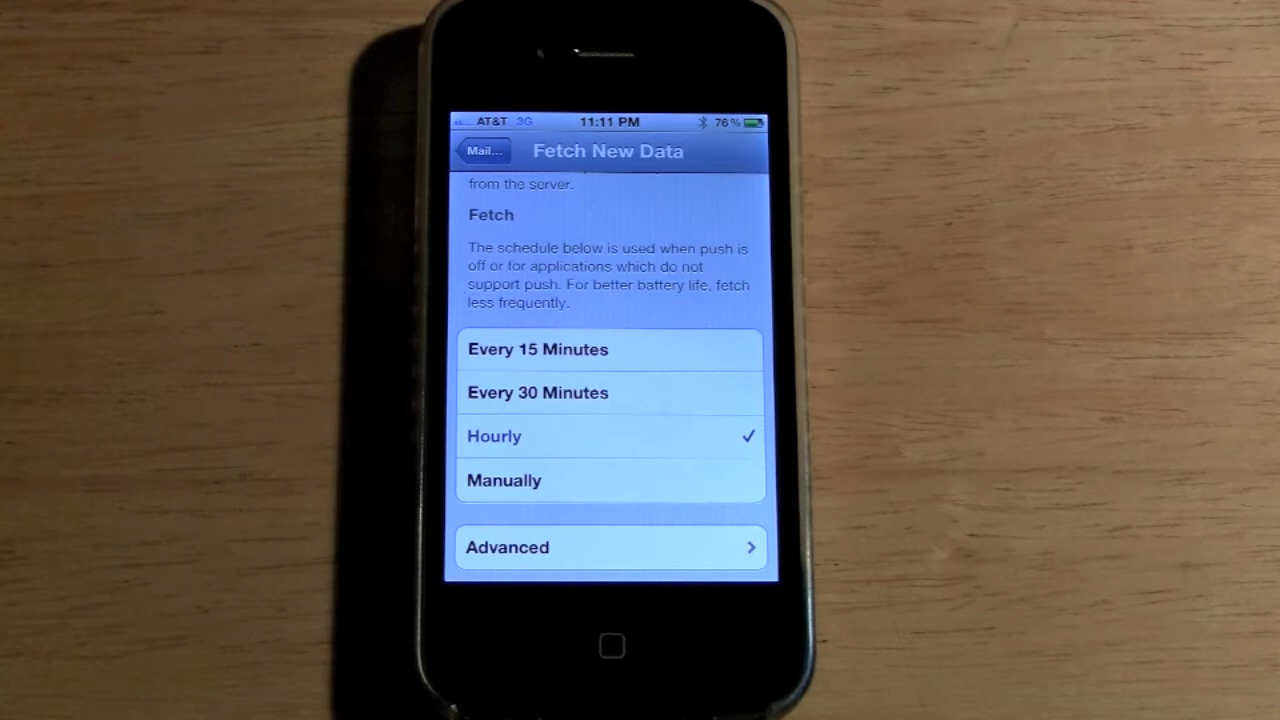 AT&T 3G 11:11 PM 76%
Mail... Fetch New Data
from the server.
Fetch
The schedule below is used when push is
off or for applications which do not
support push. For better battery life, fetch
less frequently.
Every 15 Minutes
Every 30 Minutes
Hourly
Manually
Advanced